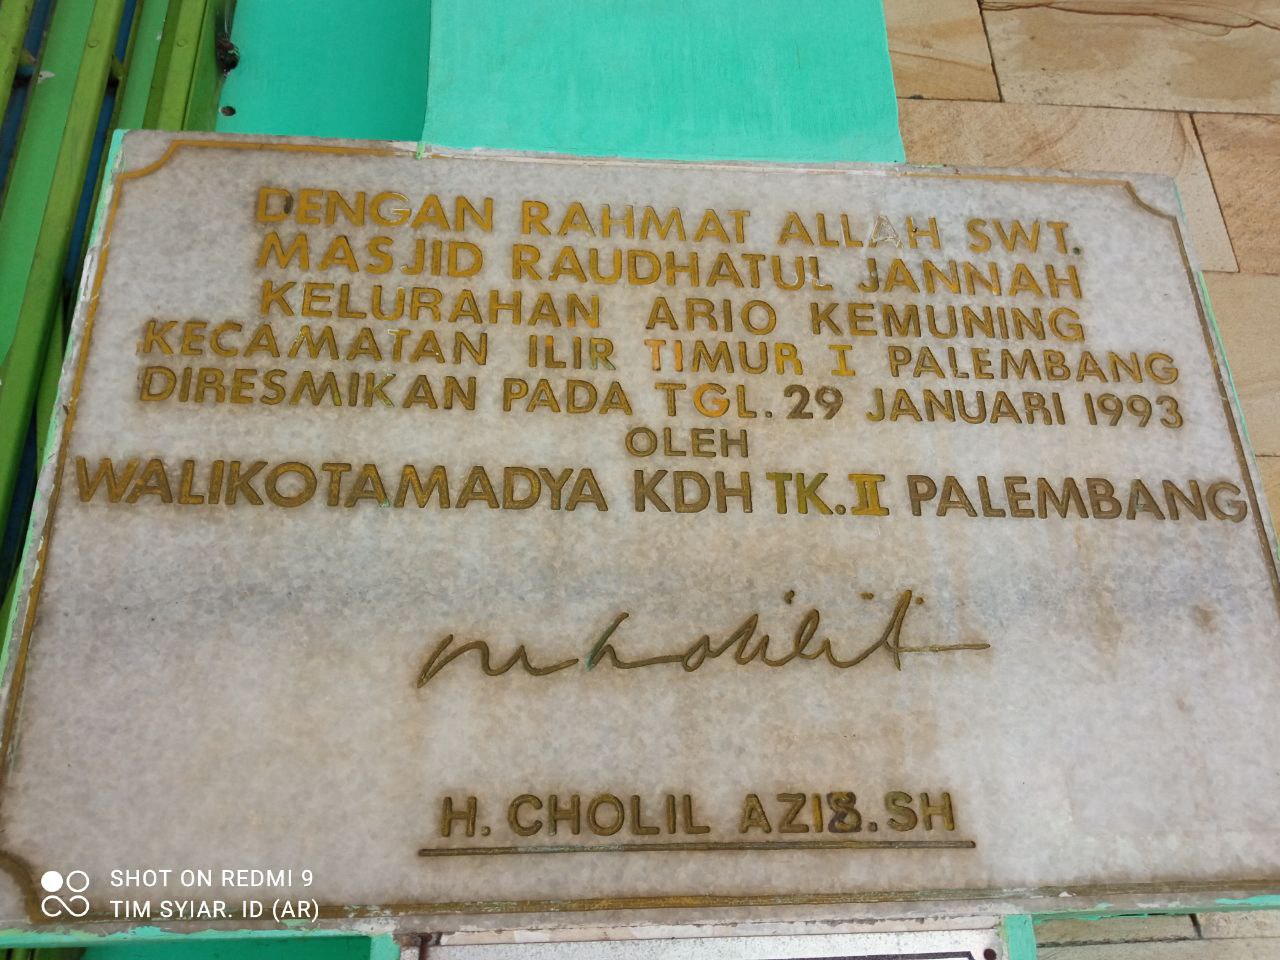 DENGAN RAHMAT ALLAH SWT.
MASJID RAUDHATUL JANNAH
KELURAHAN ARIO KEMUNING
KECAMATAN ILIR TIMUR I PALEMBANG
DIRESMIKAN PADA TGL. 29 JANUARI 1993
OLEH
WALIKOTAMADYA KDH TK.II PALEMBANG
H. CHOLIL AZIS.SH
SHOT ON REDMI 9
TIM SYIAR. ID (AR)